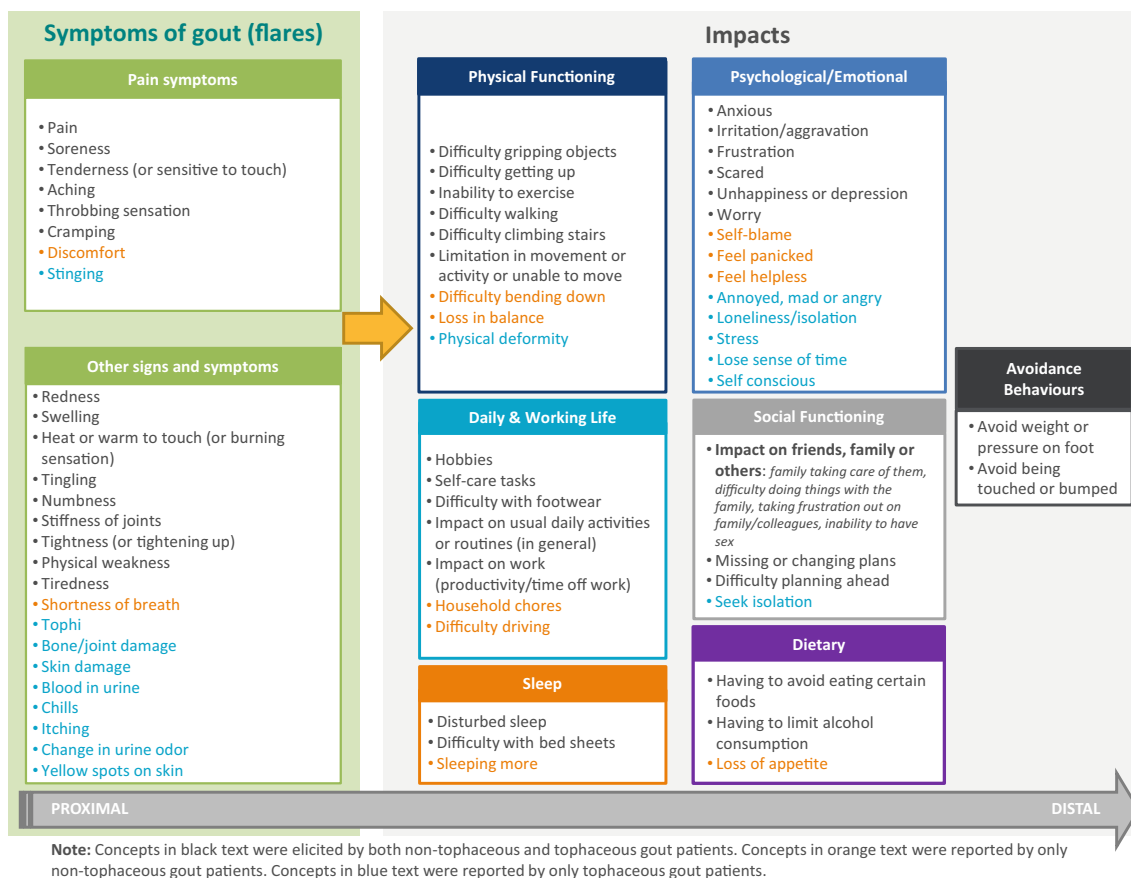 Symptoms of gout (flares)
Pain symptoms
• Pain
• Soreness
• Tenderness (or sensitive to touch)
• Aching
• Throbbing sensation
• Cramping
• Discomfort
• Stinging
Other signs and symptoms
• Redness
• Swelling
• Heat or warm to touch (or burning
sensation)
• Tingling
• Numbness
• Stiffness of joints
• Tightness (or tightening up)
• Physical weakness
• Tiredness
• Shortness of breath
• Tophi
• Bone/joint damage
• Skin damage
• Blood in urine
• Chills
• Itching
• Change in urine odor
• Yellow spots on skin
Impacts
Physical Functioning
• Difficulty gripping objects
• Difficulty getting up
• Inability to exercise
• Difficulty walking
• Difficulty climbing stairs
• Limitation in movement or
activity or unable to move
• Difficulty bending down
• Loss in balance
• Physical deformity
Daily & Working Life
• Hobbies
• Self-care tasks
• Difficulty with footwear
• Impact on usual daily activities
or routines (in general)
• Impact on work
(productivity/time off work)
• Household chores
• Difficulty driving
Sleep
• Disturbed sleep
• Difficulty with bed sheets
• Sleeping more
Psychological/Emotional
• Anxious
• Irritation/aggravation
• Frustration
• Scared
• Unhappiness or depression
• Worry
• Self-blame
• Feel panicked
• Feel helpless
• Annoyed, mad or angry
• Loneliness/isolation
• Stress
• Lose sense of time
• Self conscious
Social Functioning
• Impact on friends, family or
others: family taking care of them,
difficulty doing things with the
family, taking frustration out on
family/colleagues, inability to have
sex
• Missing or changing plans
• Difficulty planning ahead
• Seek isolation
Dietary
• Having to avoid eating certain
foods
• Having to limit alcohol
consumption
• Loss of appetite
Avoidance
Behaviours
• Avoid weight or
pressure on foot
• Avoid being
touched or bumped
PROXIMAL
DISTAL
Note: Concepts in black text were elicited by both non-tophaceous and tophaceous gout patients. Concepts in orange text were reported by only
non-tophaceous gout patients. Concepts in blue text were reported by only tophaceous gout patients.